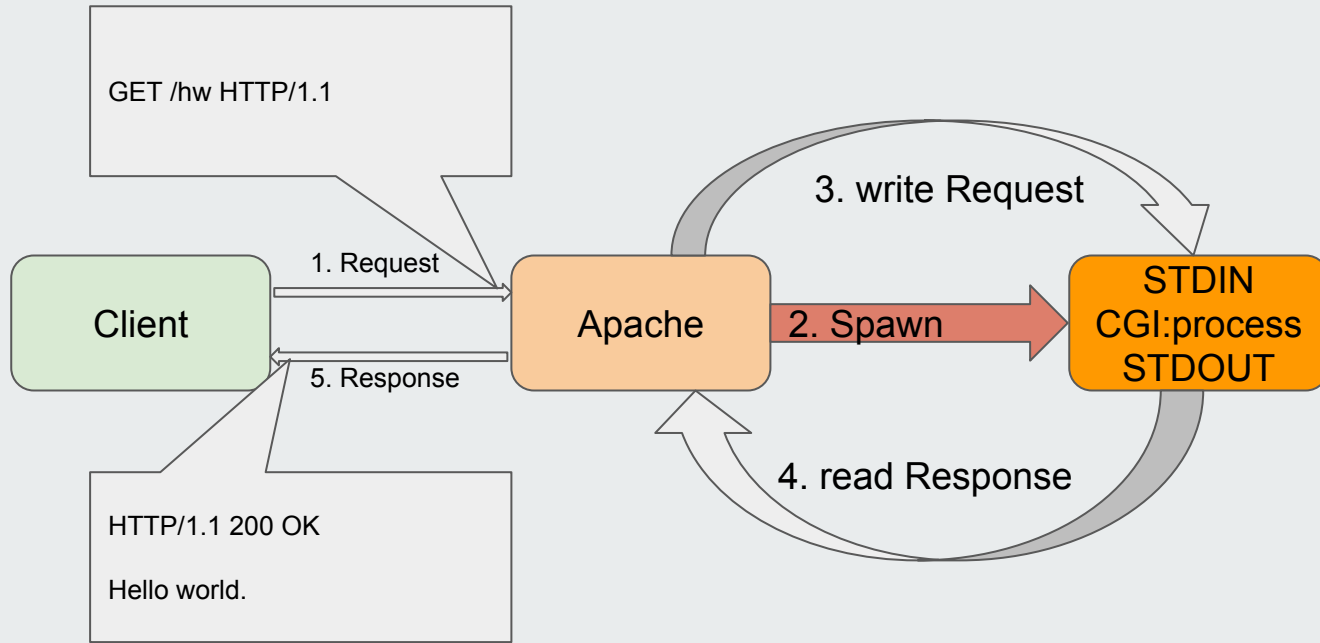 GET /hw HTTP/1.1
3. write Request
1. Request
Client
Apache
2. Spawn
STDIN
CGI:process
STDOUT
5. Response
4. read Response
HTTP/1.1 200 OK
Hello world.